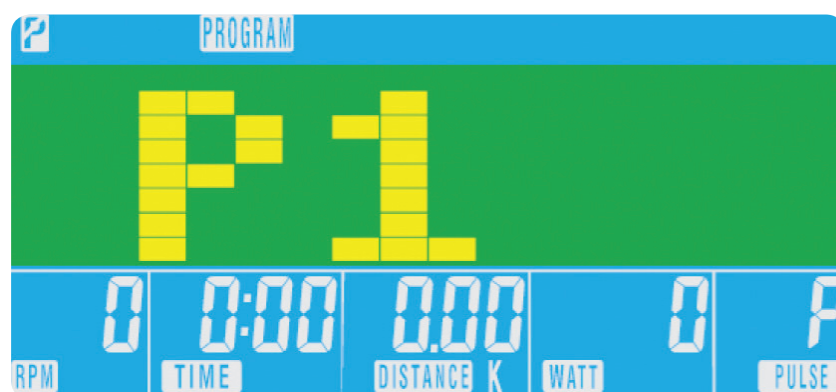 P PROGRAM
P1
0 0:00 0.00 0 P
RPM TIME DISTANCE K WATT PULSE